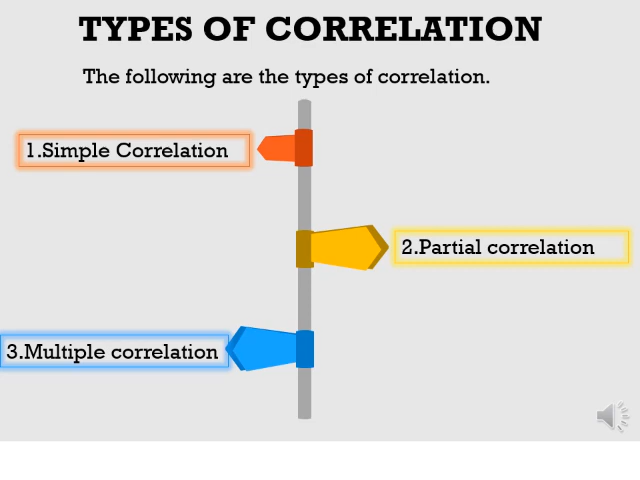 TYPES OF CORRELATION
The following are the types of correlation.
1.Simple Correlation
2.Partial correlation
3.Multiple correlation